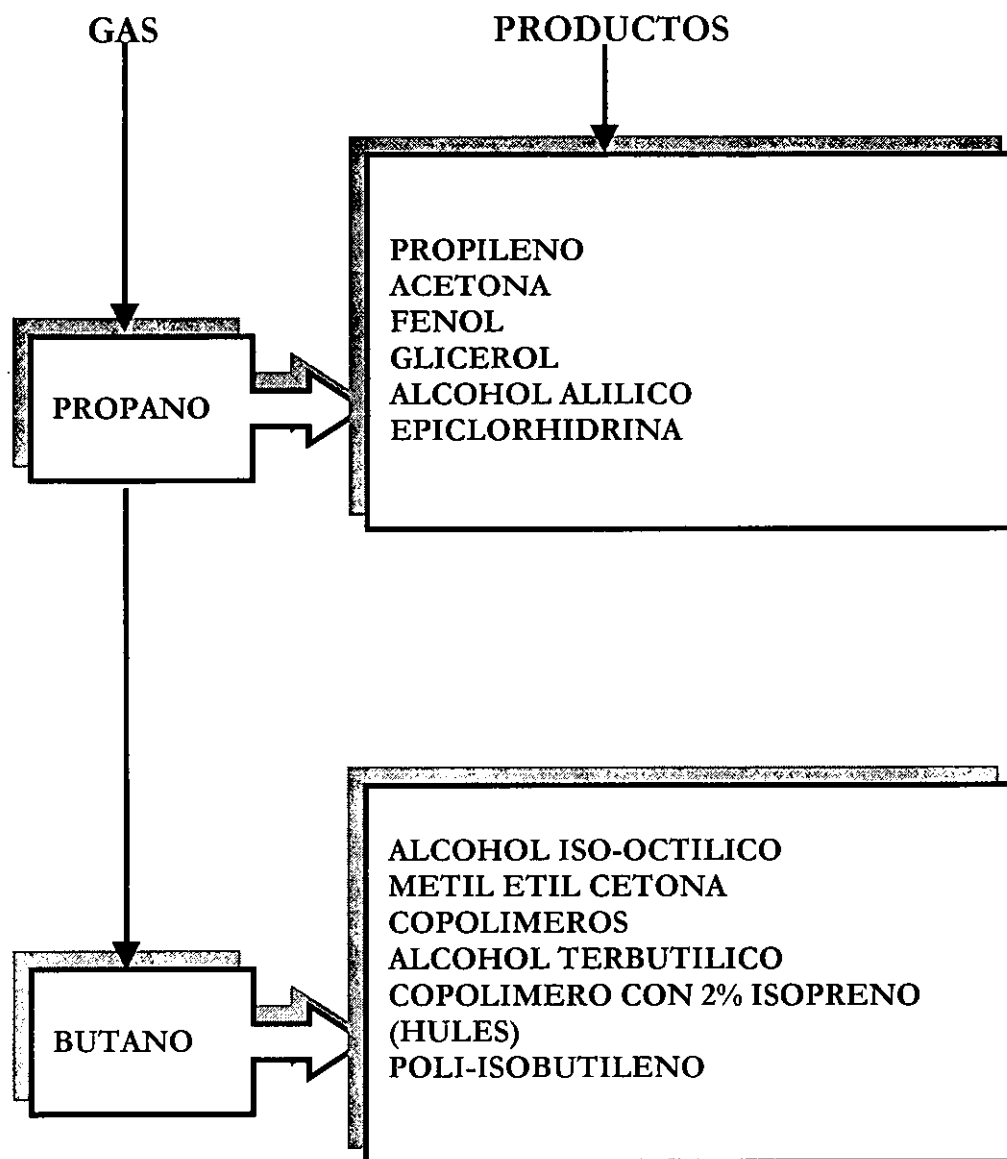 GAS
PRODUCTOS
PROPANO
PROPILENO
ACETONA
FENOL
GLICEROL
ALCOHOL ALILICO
EPICLORHIDRINA
BUTANO
ALCOHOL ISO-OCTILICO
METIL ETIL CETONA
COPOLIMEROS
ALCOHOL TERBUTILICO
COPOLIMERO CON 2% ISOPRENO
(HULES)
POLI-ISOBUTILENO